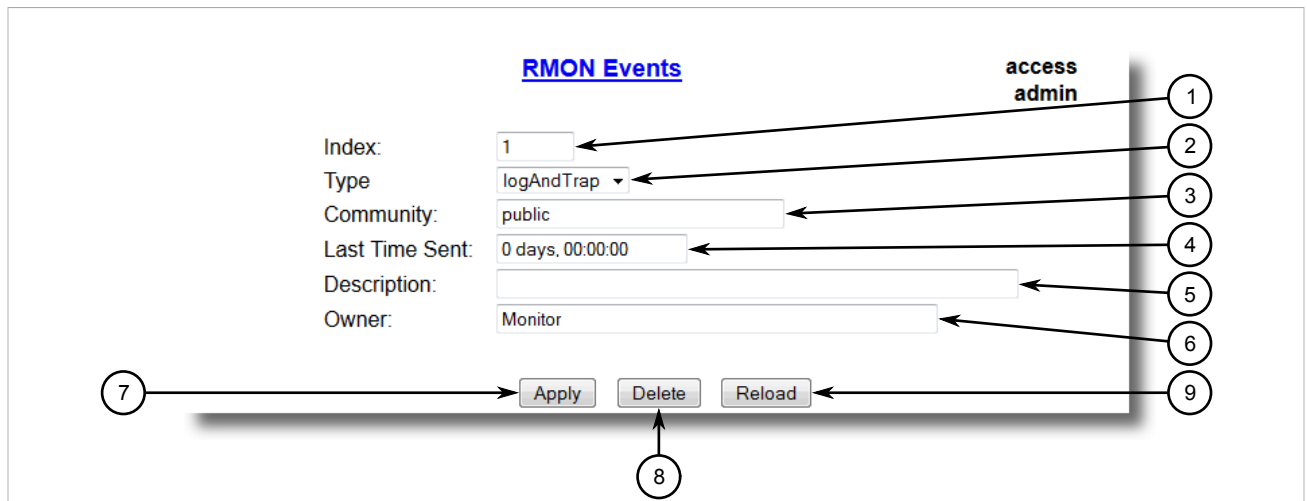 RMON Events
access
admin
1
Index: 1
2
Type logAndTrap
3
Community: public
4
Last Time Sent: 0 days, 00:00:00
5
Description:
6
Owner: Monitor
7
Apply Delete Reload
9
8